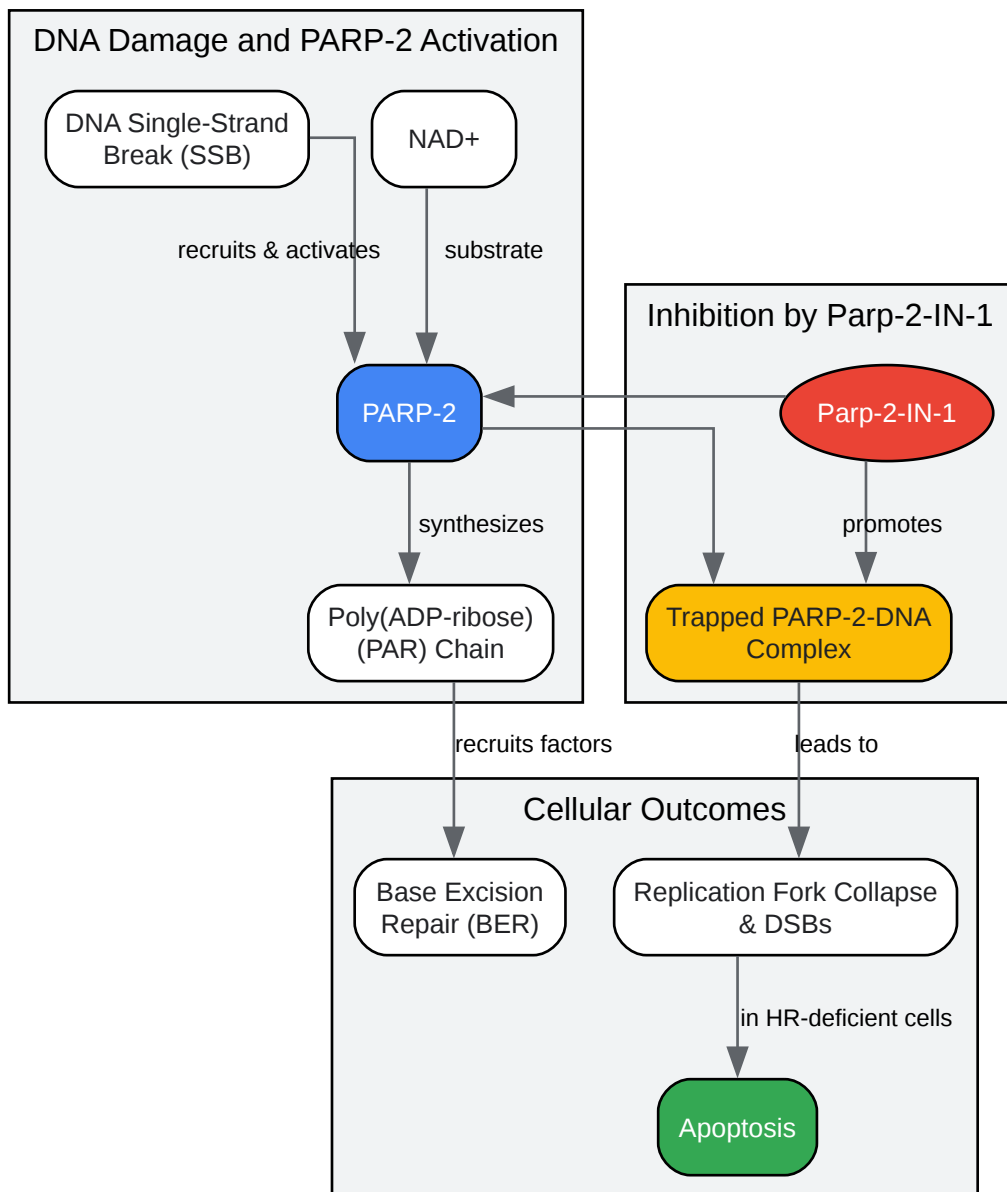 DNA Damage and PARP-2 Activation
DNA Single-Strand
Break (SSB)
NAD+
recruits & activates
substrate
Inhibition by Parp-2-IN-1
PARP-2
Parp-2-IN-1
synthesizes
promotes
Poly(ADP-ribose)
(PAR) Chain
Trapped PARP-2-DNA
Complex
recruits factors
leads to
Cellular Outcomes
Base Excision
Repair (BER)
Replication Fork Collapse
& DSBs
in HR-deficient cells
Apoptosis